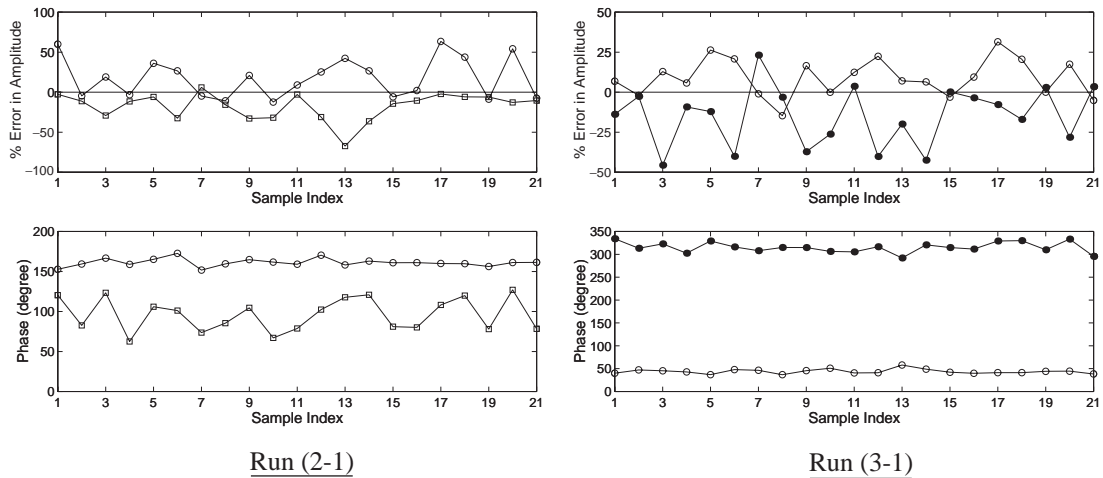 % Error in Amplitude
100
50
0
−50
−100
1 3 5 7 9 11 13 15 17 19 21
Sample Index
Phase (degree)
200
150
100
50
0
1 3 5 7 9 11 13 15 17 19 21
Sample Index
Run (2-1)
% Error in Amplitude
50
25
0
−25
−50
1 3 5 7 9 11 13 15 17 19 21
Sample Index
Phase (degree)
350
300
250
200
350
100
50
0
1 3 5 7 9 11 13 15 17 19 21
Sample Index
Run (3-1)